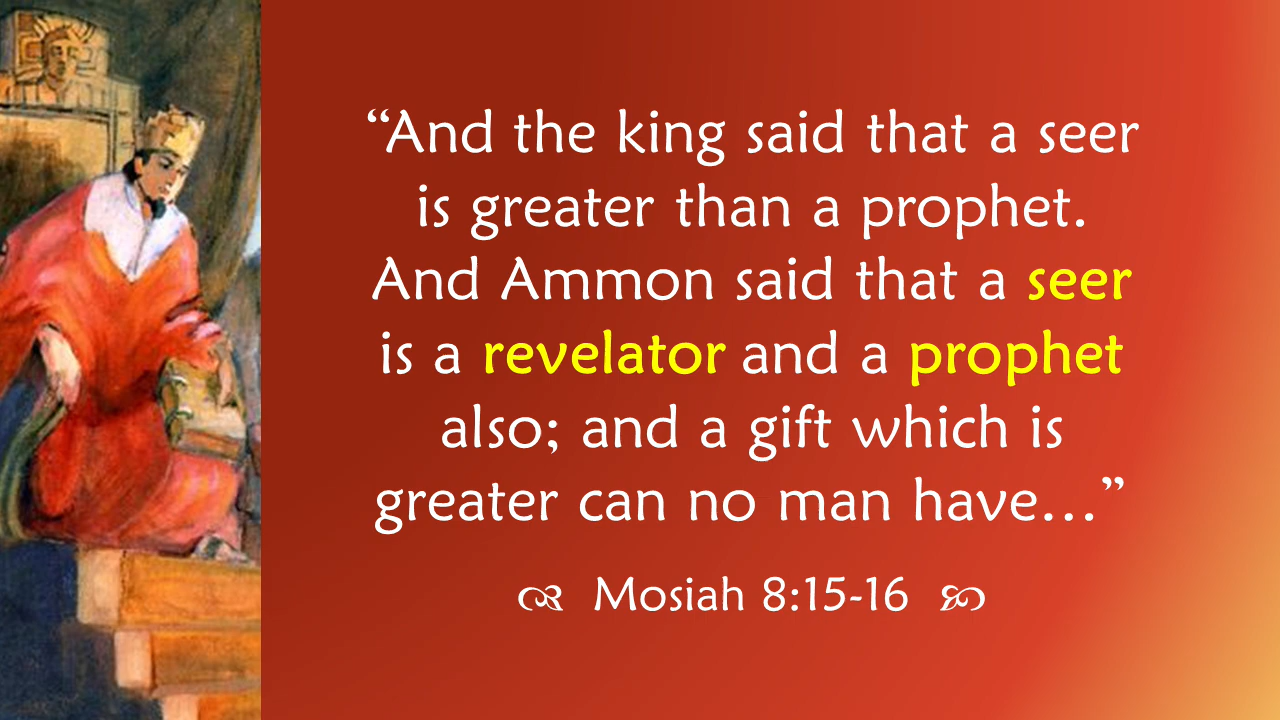 “And the king said that a seer
is greater than a prophet.
And Ammon said that a seer
is a revelator and a prophet
also; and a gift which is
greater can no man have…”
Mosiah 8:15-16